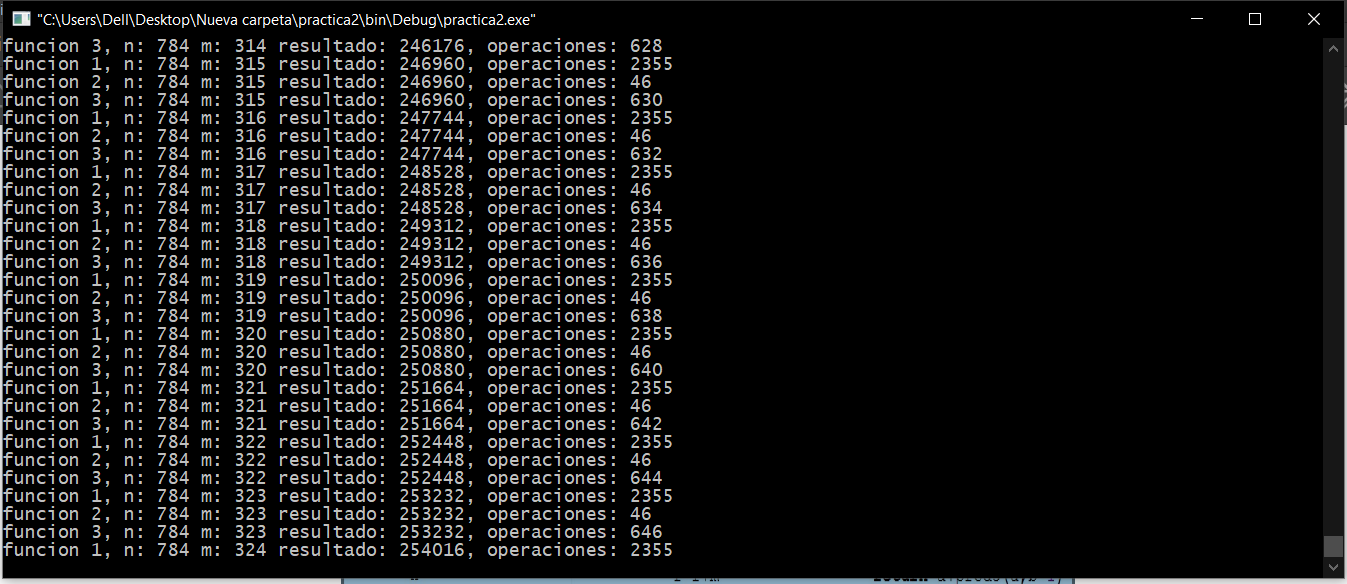 "C:\Users\Dell\Desktop\Nueva carpeta\practica2\bin\Debug\practica2.exe"
funcion 3, n: 784 m: 314 resultado: 246176, operaciones: 628
funcion 1, n: 784 m: 315 resultado: 246960, operaciones: 2355
funcion 2, n: 784 m: 315 resultado: 246960, operaciones: 46
funcion 3, n: 784 m: 315 resultado: 246960, operaciones: 630
funcion 1, n: 784 m: 316 resultado: 247744, operaciones: 2355
funcion 2, n: 784 m: 316 resultado: 247744, operaciones: 46
funcion 3, n: 784 m: 316 resultado: 247744, operaciones: 632
funcion 1, n: 784 m: 317 resultado: 248528, operaciones: 2355
funcion 2, n: 784 m: 317 resultado: 248528, operaciones: 46
funcion 3, n: 784 m: 317 resultado: 248528, operaciones: 634
funcion 1, n: 784 m: 318 resultado: 249312, operaciones: 2355
funcion 2, n: 784 m: 318 resultado: 249312, operaciones: 46
funcion 3, n: 784 m: 318 resultado: 249312, operaciones: 636
funcion 1, n: 784 m: 319 resultado: 250096, operaciones: 2355
funcion 2, n: 784 m: 319 resultado: 250096, operaciones: 46
funcion 3, n: 784 m: 319 resultado: 250096, operaciones: 638
funcion 1, n: 784 m: 320 resultado: 250880, operaciones: 2355
funcion 2, n: 784 m: 320 resultado: 250880, operaciones: 46
funcion 3, n: 784 m: 320 resultado: 250880, operaciones: 640
funcion 1, n: 784 m: 321 resultado: 251664, operaciones: 2355
funcion 2, n: 784 m: 321 resultado: 251664, operaciones: 46
funcion 3, n: 784 m: 321 resultado: 251664, operaciones: 642
funcion 1, n: 784 m: 322 resultado: 252448, operaciones: 2355
funcion 2, n: 784 m: 322 resultado: 252448, operaciones: 46
funcion 3, n: 784 m: 322 resultado: 252448, operaciones: 644
funcion 1, n: 784 m: 323 resultado: 253232, operaciones: 2355
funcion 2, n: 784 m: 323 resultado: 253232, operaciones: 46
funcion 3, n: 784 m: 323 resultado: 253232, operaciones: 646
funcion 1, n: 784 m: 324 resultado: 254016, operaciones: 2355